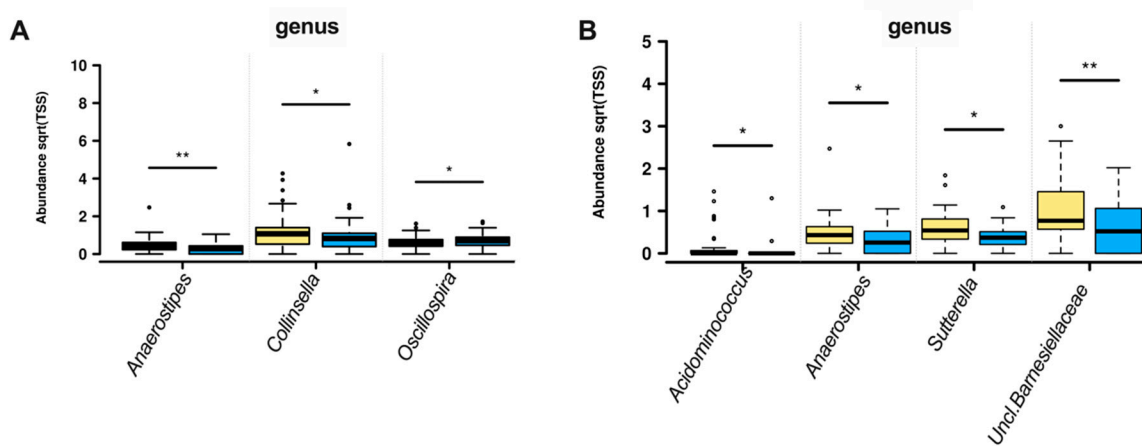 A
genus
Abundance sqrt(TSS)
10
8
6
4
2
0
**
*
*
Anaerostipes
Collinsella
Oscillospira
B
genus
Abundance sqrt(TSS)
5
4
3
2
1
0
*
*
*
**
Acidominococcus
Anaerostipes
Sutterella
Uncl.Barnesiellaceae